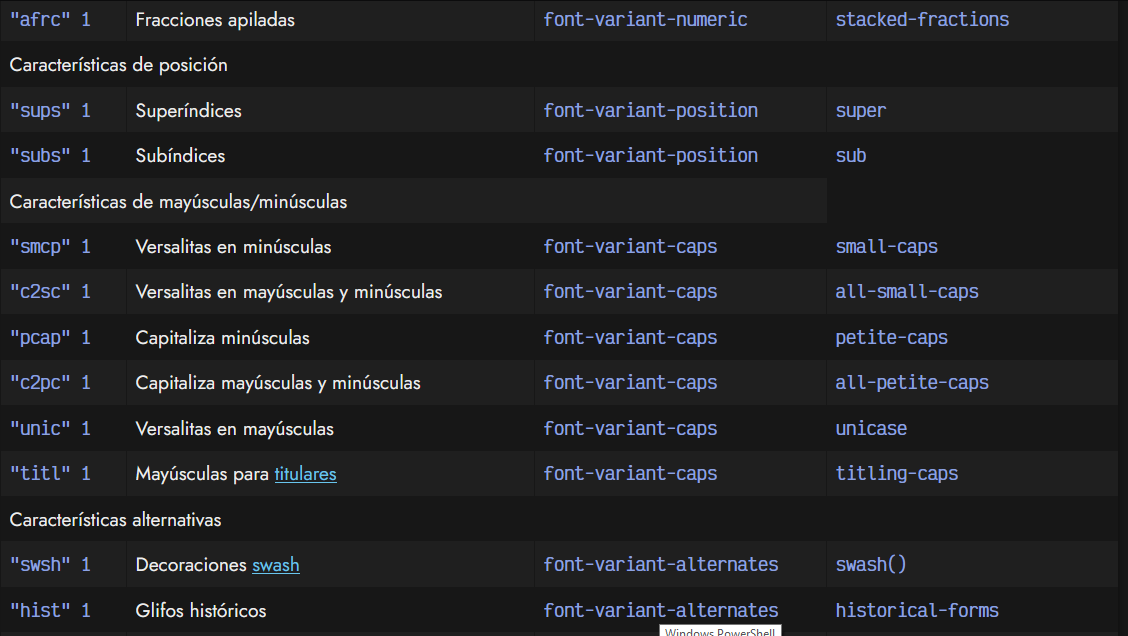 "afrc" 1 Fracciones apiladas font-variant-numeric stacked-fractions
Características de posición
"sups" 1 Superíndices font-variant-position super
"subs" 1 Subíndices font-variant-position sub
Características de mayúsculas/minúsculas
"smcp" 1 Versalitas en minúsculas font-variant-caps small-caps
"c2sc" 1 Versalitas en mayúsculas y minúsculas font-variant-caps all-small-caps
"pcap" 1 Capitaliza minúsculas font-variant-caps petite-caps
"c2pc" 1 Capitaliza mayúsculas y minúsculas font-variant-caps all-petite-caps
"unic" 1 Versalitas en mayúsculas font-variant-caps unicase
"titl" 1 Mayúsculas para titulares font-variant-caps titling-caps
Características alternativas
"swsh" 1 Decoraciones swash font-variant-alternates swash()
"hist" 1 Glifos históricos font-variant-alternates historical-forms
Windows PowerShell